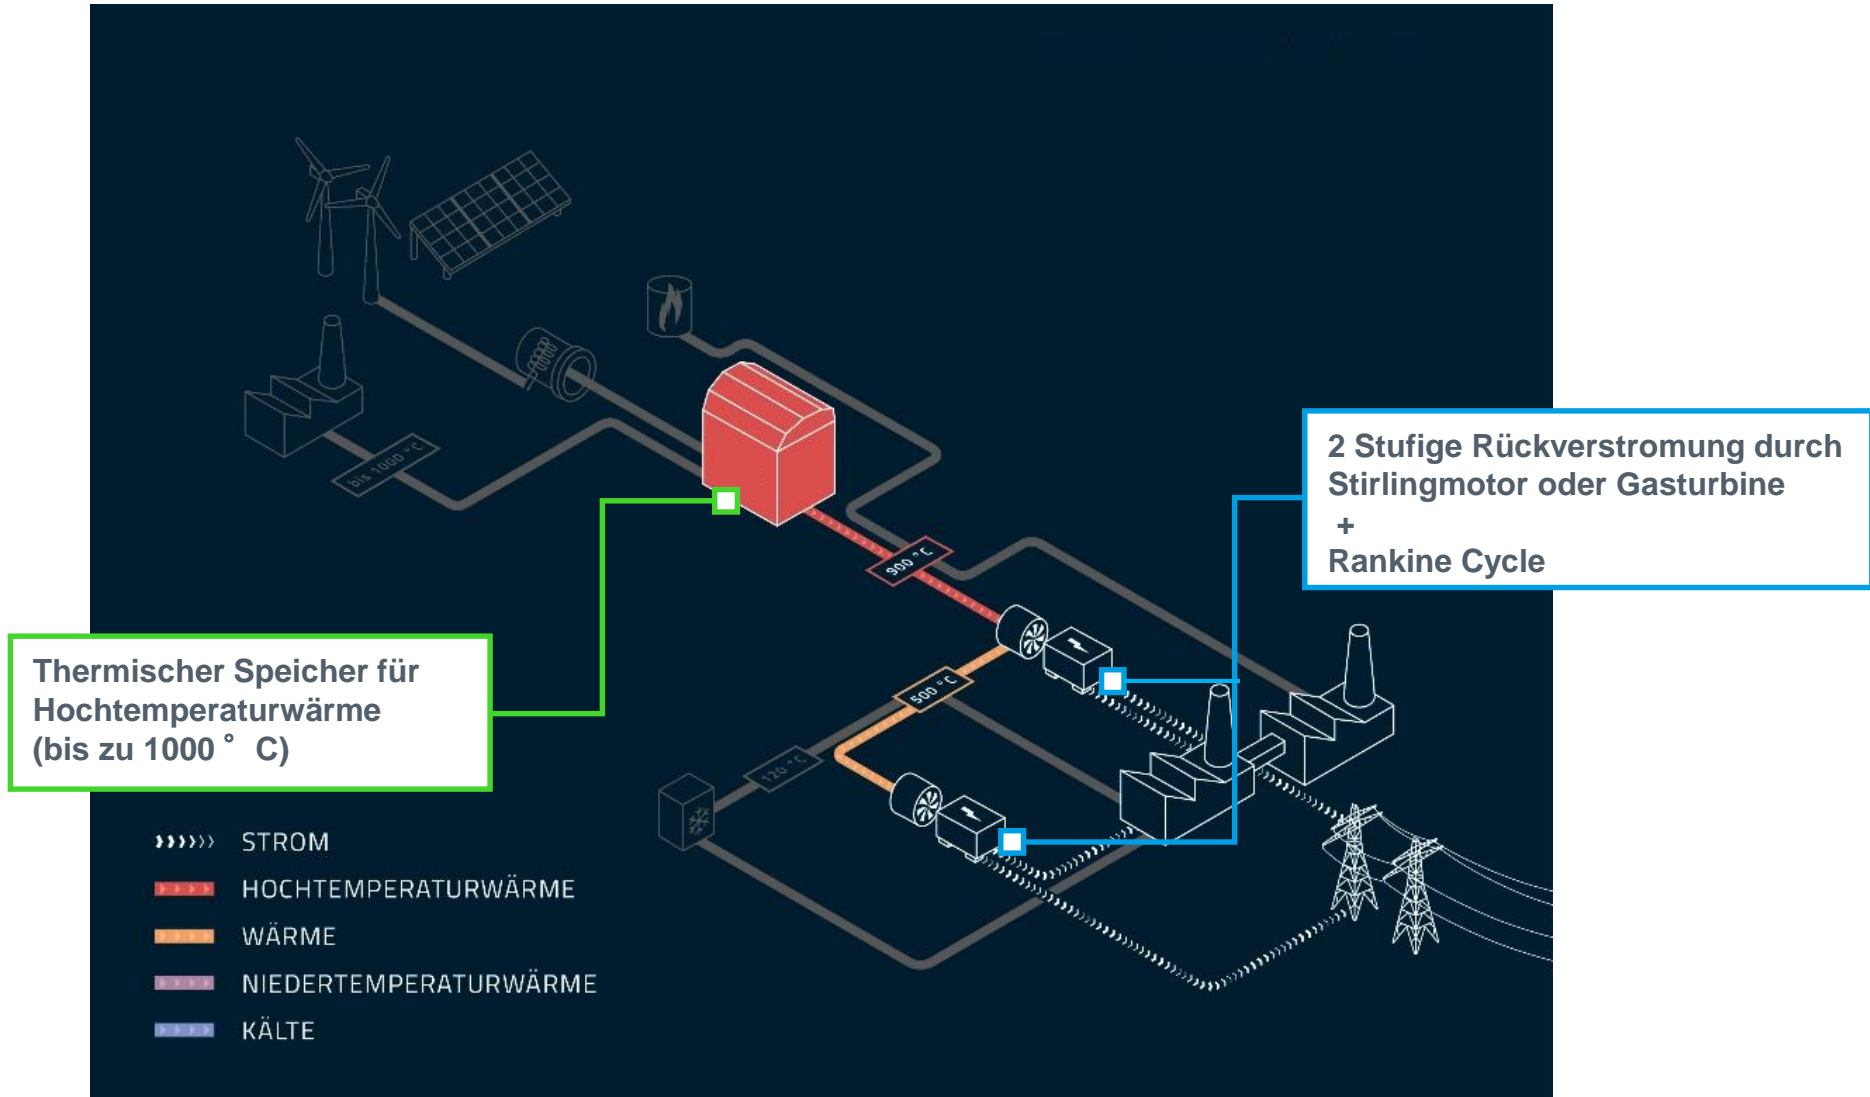 bis 1000 °C
900 °C
2 Stufige Rückverstromung durch
Stirlingmotor oder Gasturbine
+
Rankine Cycle
Thermischer Speicher für
Hochtemperaturwärme
(bis zu 1000 ° C)
500 °C
120 °C
STROM
HOCHTEMPERATURWÄRME
WÄRME
NIEDERTEMPERATURWÄRME
KÄLTE